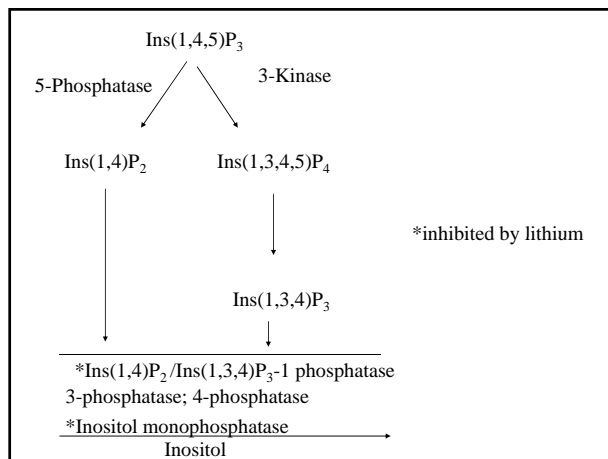 Ins(1,4,5)P₃
5-Phosphatase
3-Kinase
Ins(1,4)P₂
Ins(1,3,4,5)P₄
*inhibited by lithium
Ins(1,3,4)P₃
*Ins(1,4)P₂/Ins(1,3,4)P₃-1 phosphatase
3-phosphatase; 4-phosphatase
*Inositol monophosphatase
Inositol